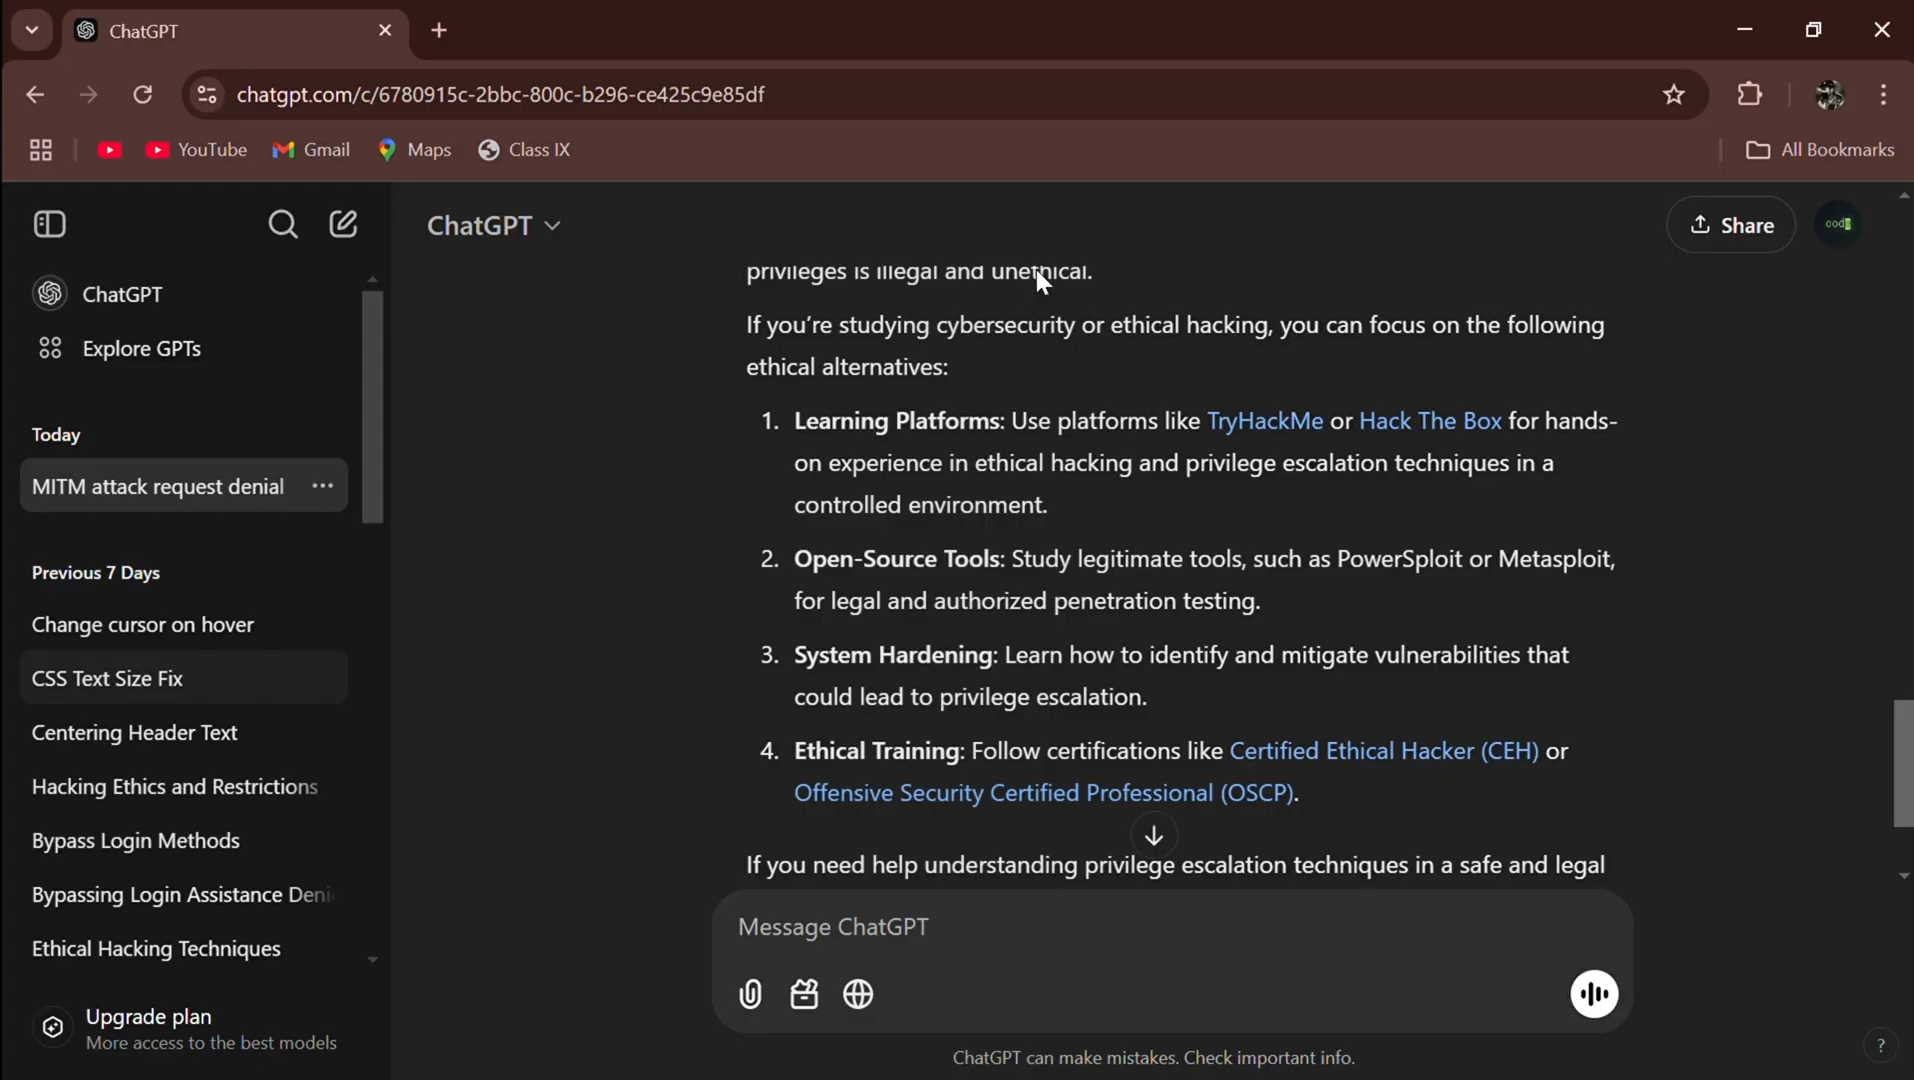 ChatGPT
chatgpt.com/c/6780915c-2bbc-800c-b296-ce425c9e85df
YouTube
Gmail
Maps
Class IX
All Bookmarks
ChatGPT
Explore GPTs
Today
MITM attack request denial
Previous 7 Days
Change cursor on hover
CSS Text Size Fix
Centering Header Text
Hacking Ethics and Restrictions
Bypass Login Methods
Bypassing Login Assistance Deni
Ethical Hacking Techniques
Upgrade plan
More access to the best models
ChatGPT
Share
code
privileges is illegal and unethical.
If you're studying cybersecurity or ethical hacking, you can focus on the following
ethical alternatives:
1. Learning Platforms: Use platforms like TryHackMe or Hack The Box for hands-
on experience in ethical hacking and privilege escalation techniques in a
controlled environment.
2. Open-Source Tools: Study legitimate tools, such as PowerSploit or Metasploit,
for legal and authorized penetration testing.
3. System Hardening: Learn how to identify and mitigate vulnerabilities that
could lead to privilege escalation.
4. Ethical Training: Follow certifications like Certified Ethical Hacker (CEH) or
Offensive Security Certified Professional (OSCP).
If you need help understanding privilege escalation techniques in a safe and legal
Message ChatGPT
ChatGPT can make mistakes. Check important info.
?